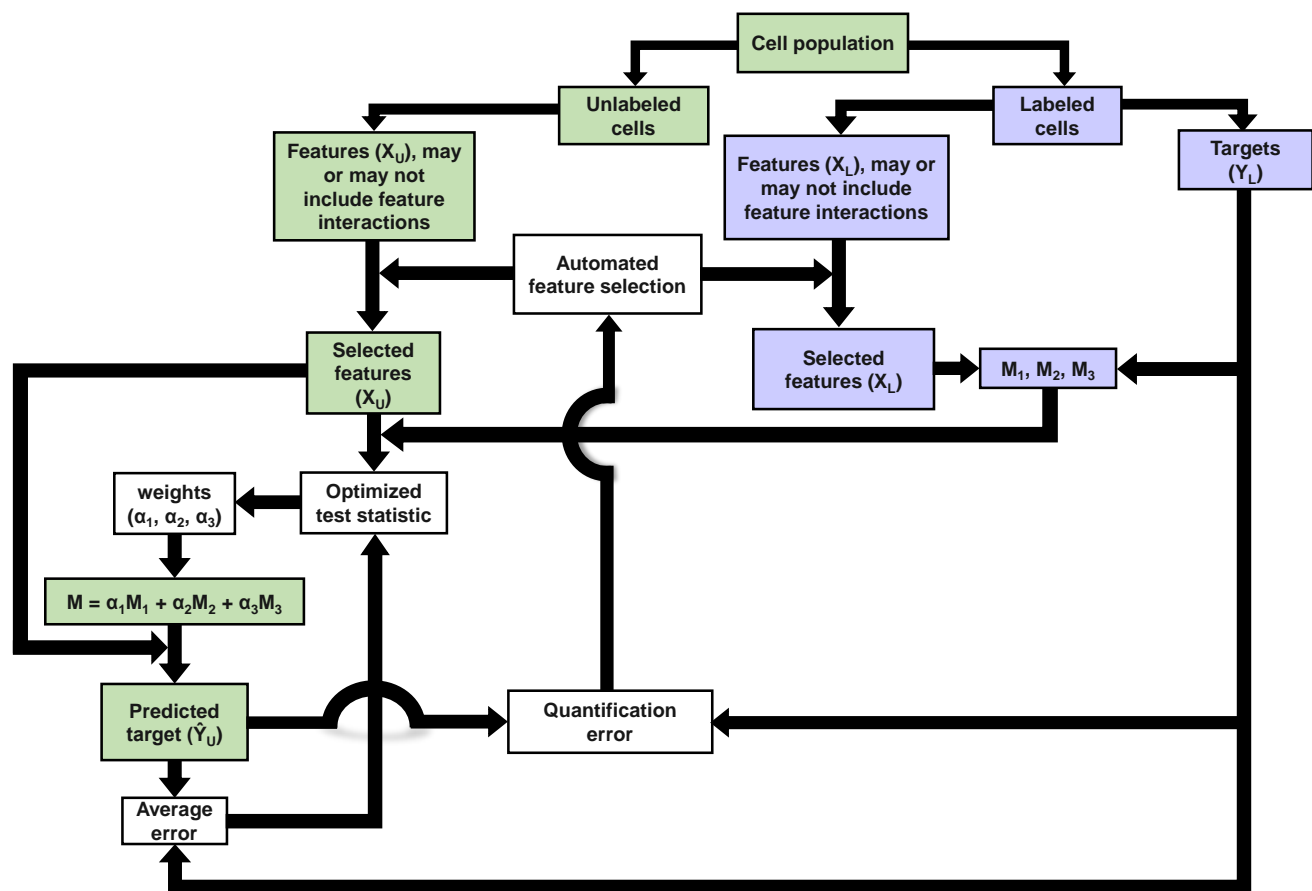 Cell population
Unlabeled
cells
Labeled
cells
Features (X_U), may
or may not
include feature
interactions
Features (X_L), may or
may not include
feature interactions
Targets
(Y_L)
Automated
feature selection
Selected
features
(X_U)
Selected
features (X_L)
M₁, M₂, M₃
weights
(α₁, α₂, α₃)
Optimized
test statistic
M = α₁M₁ + α₂M₂ + α₃M₃
Predicted
target (Ŷ_U)
Quantification
error
Average
error